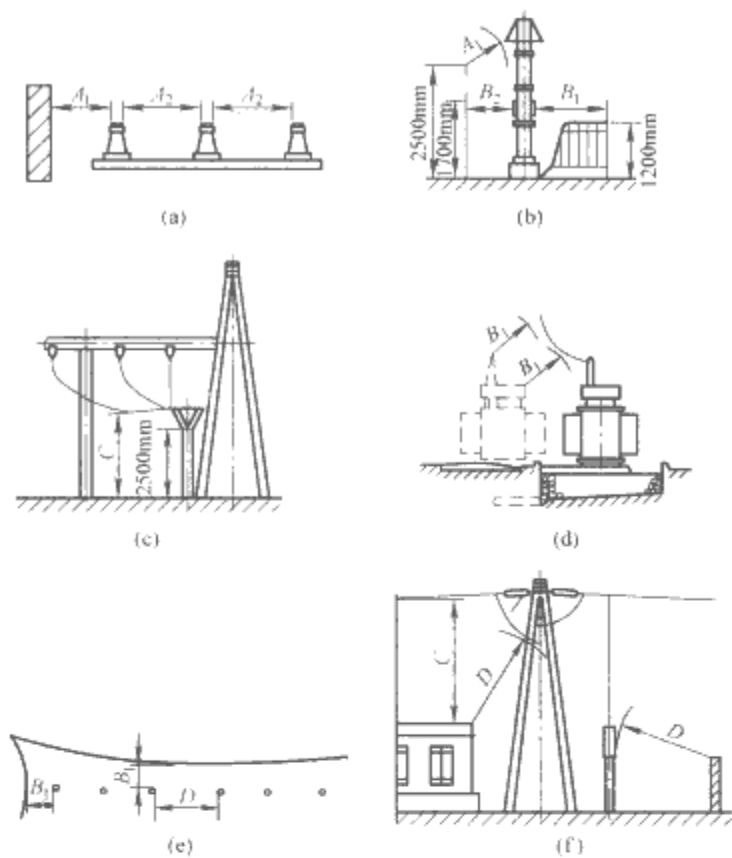 A₁ A₂ A₂
(a)
A₁
B₂ B₁
2500mm
1700mm
1200mm
(b)
C
2500mm
(c)
B₁
B₁
(d)
B₁
B₂ D
(e)
C
D
D
(f)